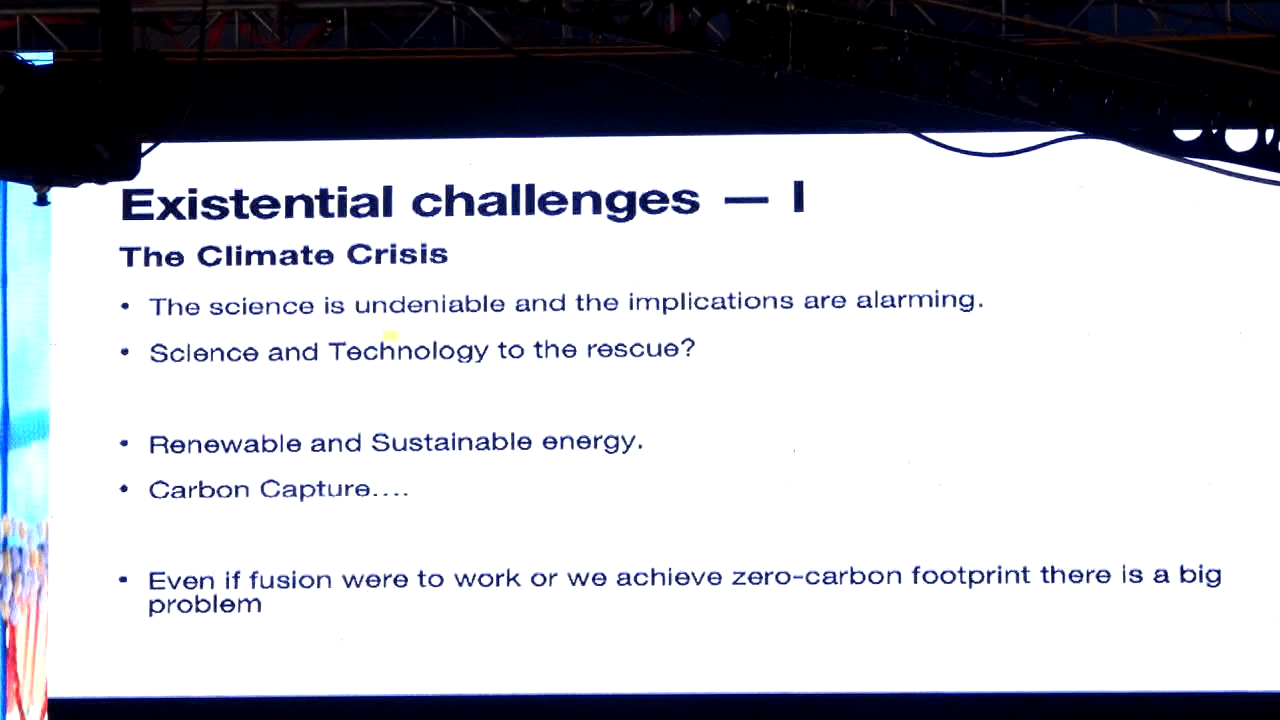 Existential challenges — I
The Climate Crisis
• The science is undeniable and the implications are alarming.
• Science and Technology to the rescue?
• Renewable and Sustainable energy.
• Carbon Capture....
• Even if fusion were to work or we achieve zero-carbon footprint there is a big
problem